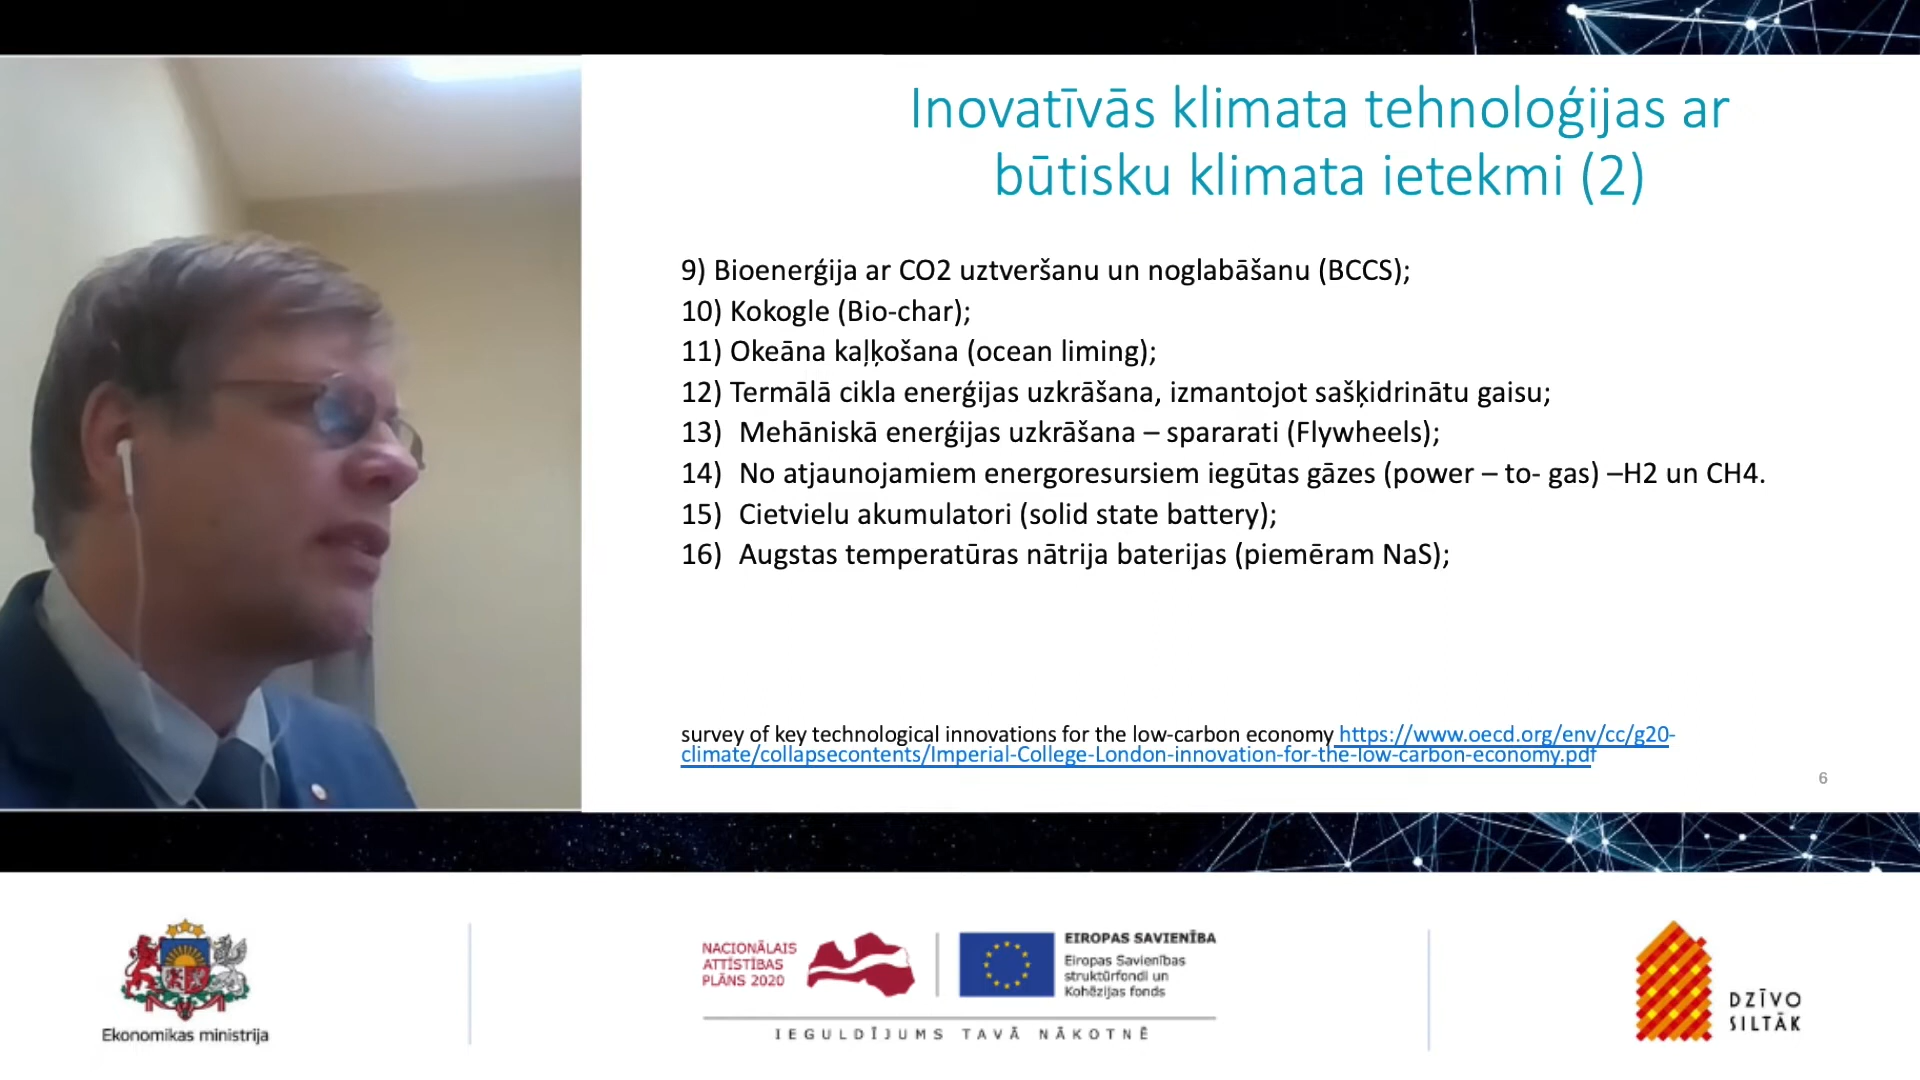 Inovatīvās klimata tehnoloģijas ar
būtisku klimata ietekmi (2)
9) Bioenerģija ar CO2 uztveršanu un noglabāšanu (BCCS);
10) Kokogle (Bio-char);
11) Okeāna kaļķošana (ocean liming);
12) Termālā cikla enerģijas uzkrāšana, izmantojot sašķidrinātu gaisu;
13) Mehāniskā enerģijas uzkrāšana – spararati (Flywheels);
14) No atjaunojamiem energoresursiem iegūtas gāzes (power – to- gas) –H2 un CH4.
15) Cietvielu akumulatori (solid state battery);
16) Augstas temperatūras nātrija baterijas (piemēram NaS);
survey of key technological innovations for the low-carbon economy https://www.oecd.org/env/cc/g20-
climate/collapsecontents/Imperial-College-London-innovation-for-the-low-carbon-economy.pdf
6
Ekonomikas ministrija
NACIONĀLAIS
ATTĪSTĪBAS
PLĀNS 2020
EIROPAS SAVIENĪBA
Eiropas Savienības
struktūrfondi un
Kohēzijas fonds
IEGULDĪJUMS TAVĀ NĀKOTNĒ
DZĪVO
SILTĀK